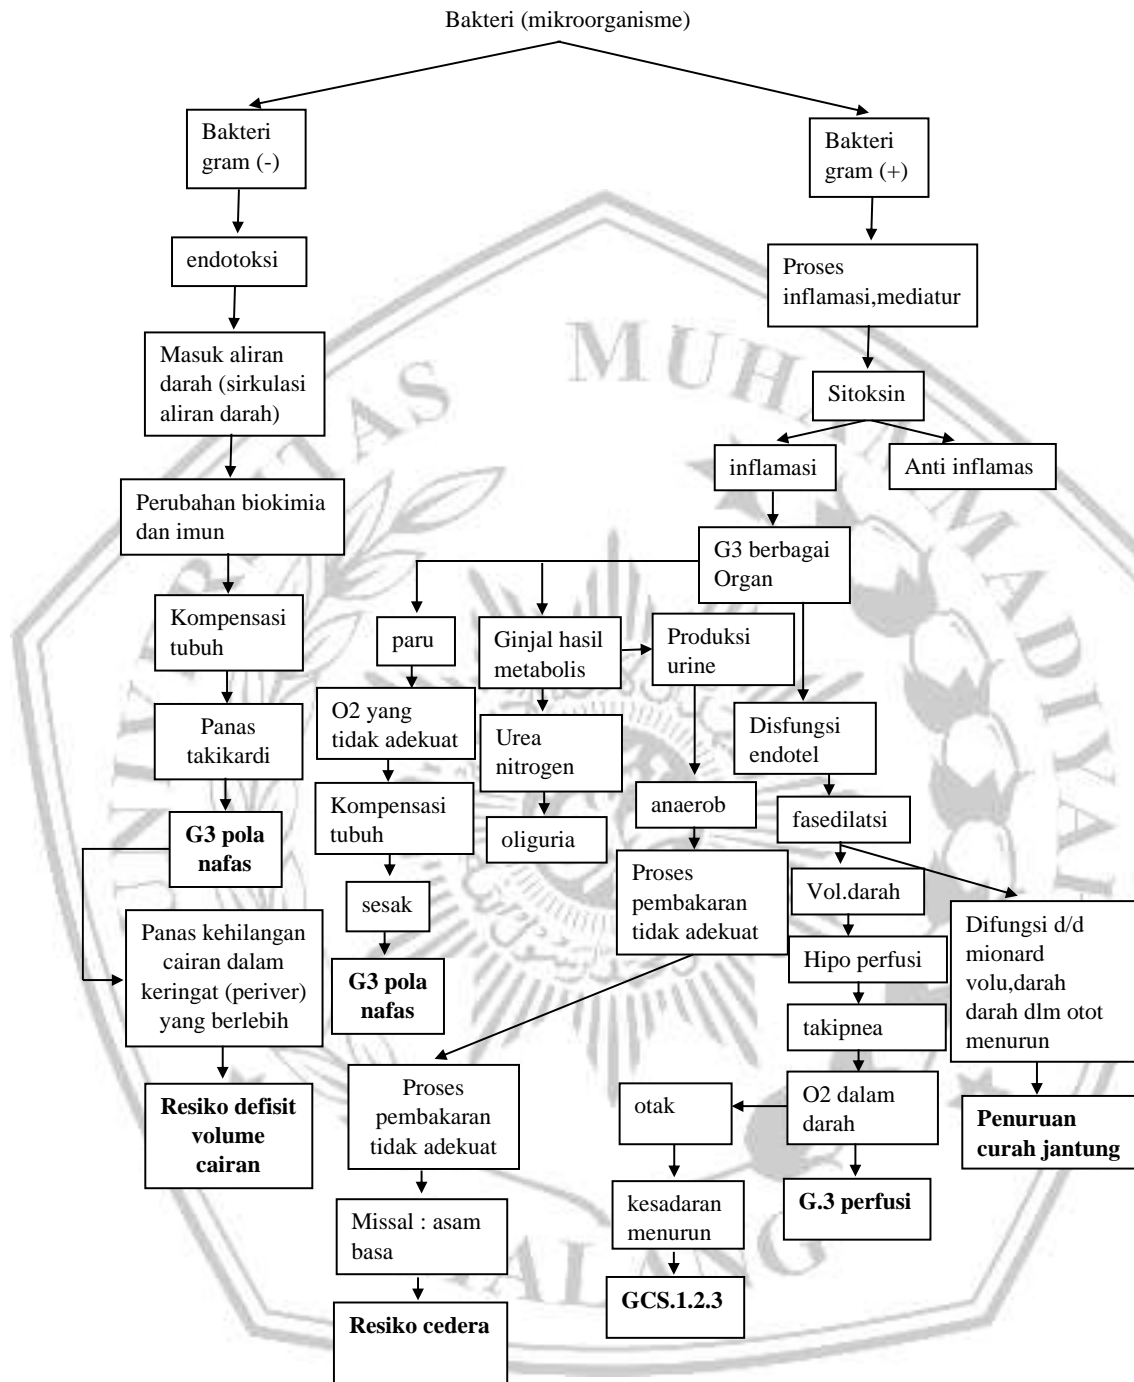 Bakteri (mikroorganisme)
Bakteri
gram (-)
Bakteri
gram (+)
endotoksi
Proses
inflamasi,mediatur
Masuk aliran
darah (sirkulasi
aliran darah)
Sitoksin
inflamasi
Anti inflamas
Perubahan biokimia
dan imun
G3 berbagai
Organ
Kompensasi
tubuh
paru
Ginjal hasil
metabolis
Produksi
urine
Panas
takikardi
O2 yang
tidak adekuat
Urea
nitrogen
Disfungsi
endotel
G3 pola
nafas
Kompensasi
tubuh
oliguria
anaerob
fasedilatsi
sesak
Proses
pembakaran
tidak adekuat
Vol.darah
Panas kehilangan
cairan dalam
keringat (periver)
yang berlebih
G3 pola
nafas
Hipo perfusi
Difungsi d/d
mionard
volu,darah
darah dlm otot
menurun
takipnea
Resiko defisit
volume
cairan
Proses
pembakaran
tidak adekuat
otak
O2 dalam
darah
Penuruan
curah jantung
Missal : asam
basa
kesadaran
menurun
G.3 perfusi
Resiko cedera
GCS.1.2.3
UNIVERSITAS MUHAMMADIYAH
MALANG